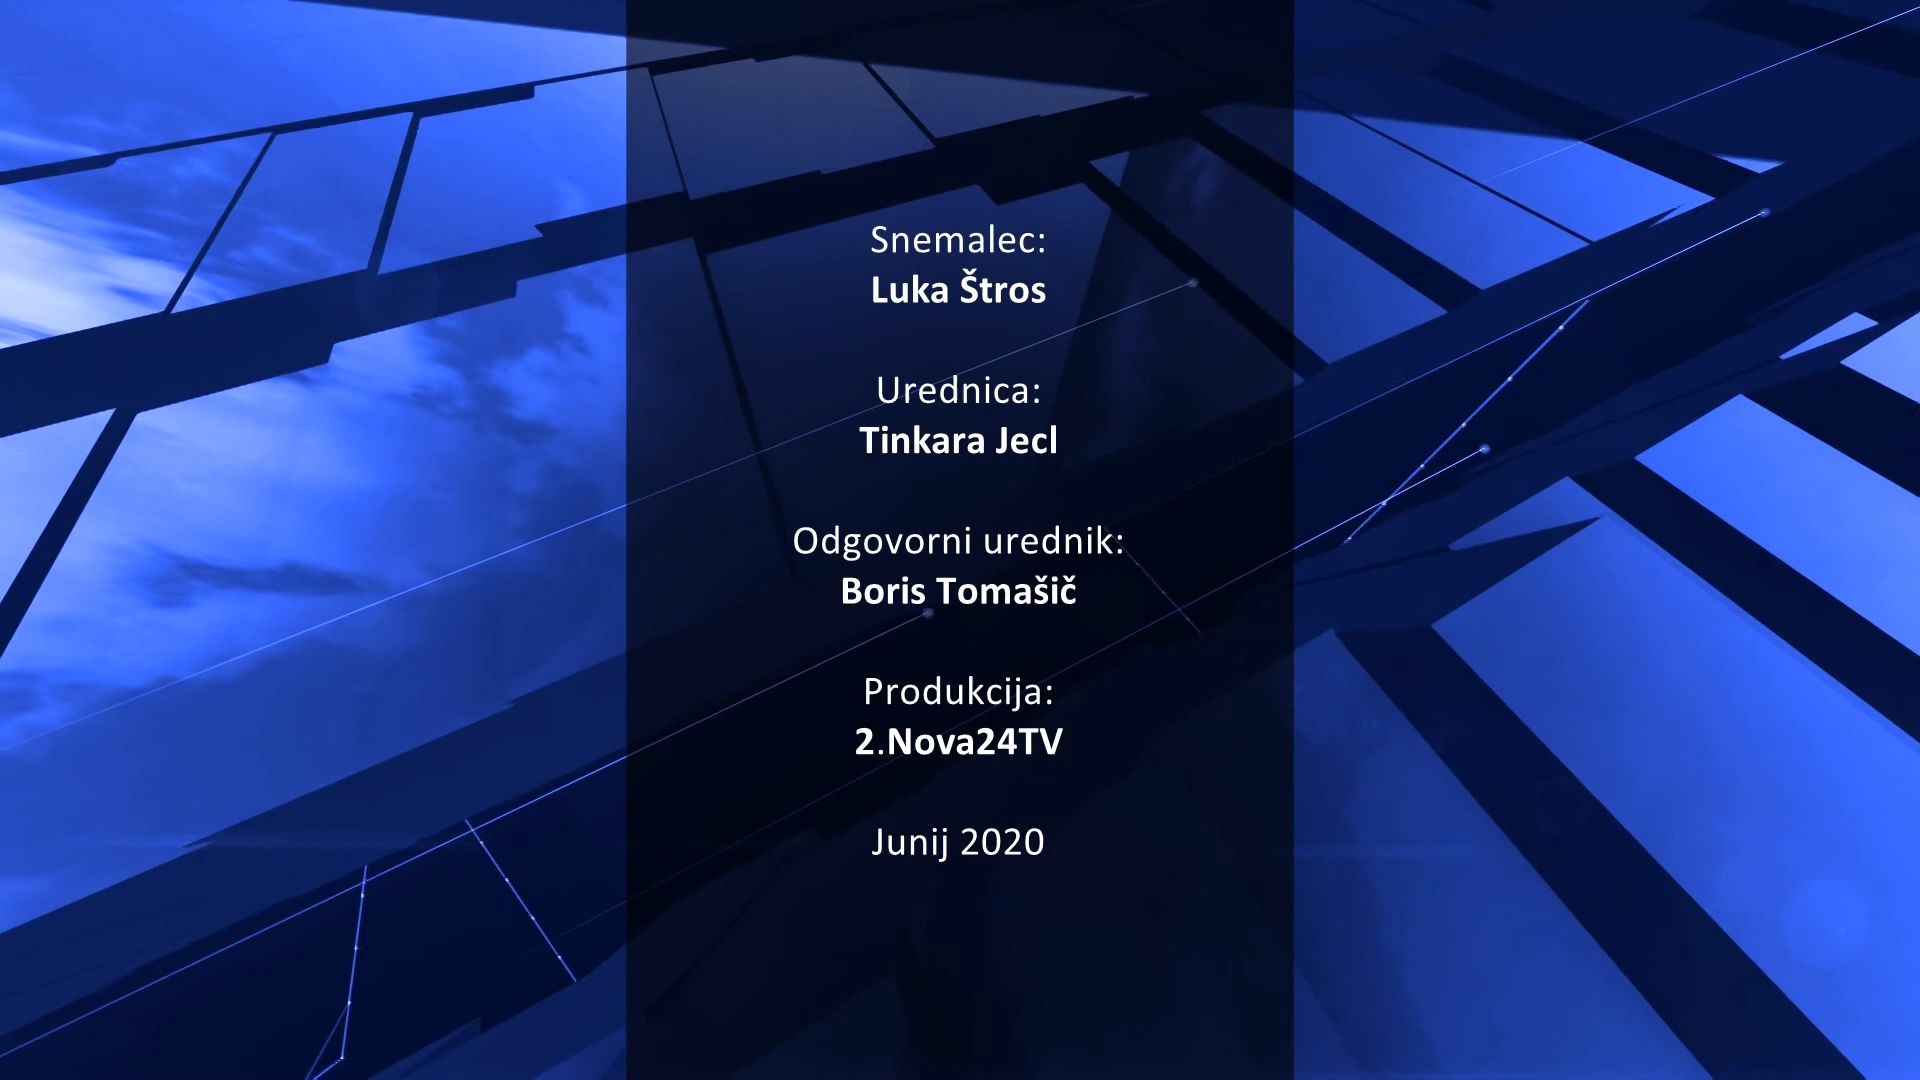 Snemalec:
Luka Štros
Urednica:
Tinkara Jecl
Odgovorni urednik:
Boris Tomašič
Produkcija:
2.Nova24TV
Junij 2020